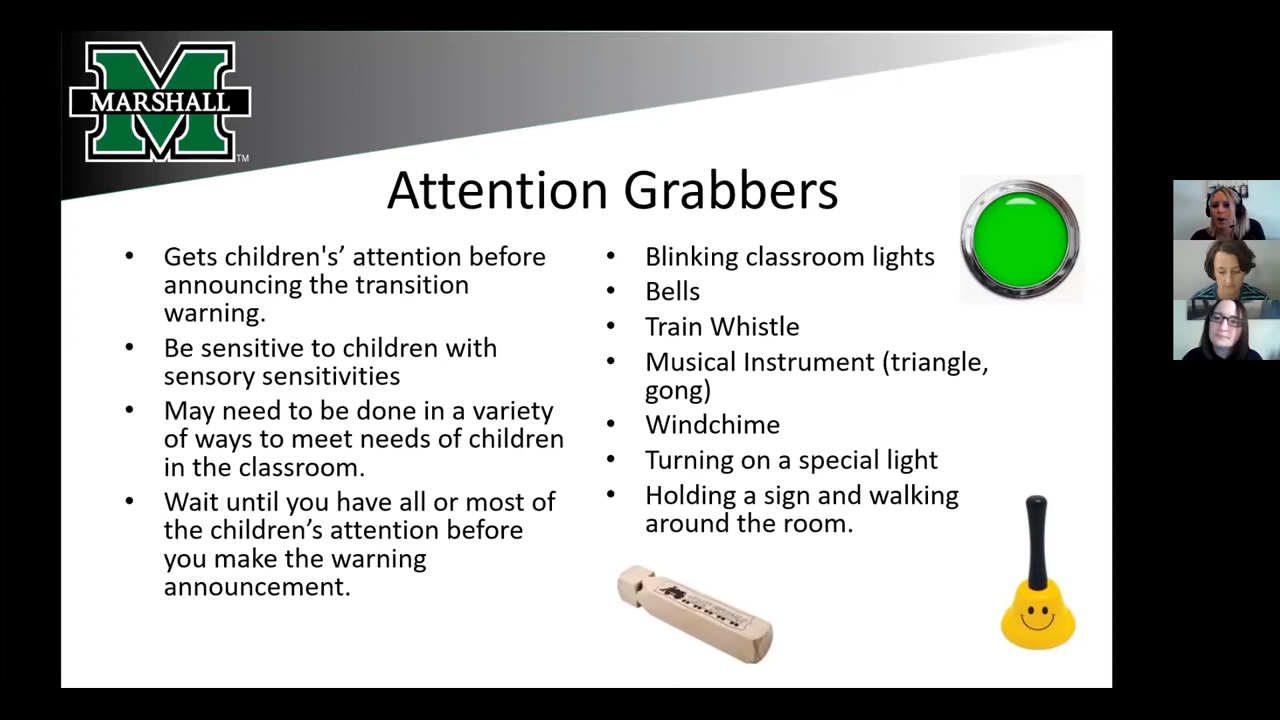 MARSHALL
TM
Attention Grabbers
• Gets children's’ attention before
announcing the transition
warning.
• Be sensitive to children with
sensory sensitivities
• May need to be done in a variety
of ways to meet needs of children
in the classroom.
• Wait until you have all or most of
the children’s attention before
you make the warning
announcement.
• Blinking classroom lights
• Bells
• Train Whistle
• Musical Instrument (triangle,
gong)
• Windchime
• Turning on a special light
• Holding a sign and walking
around the room.